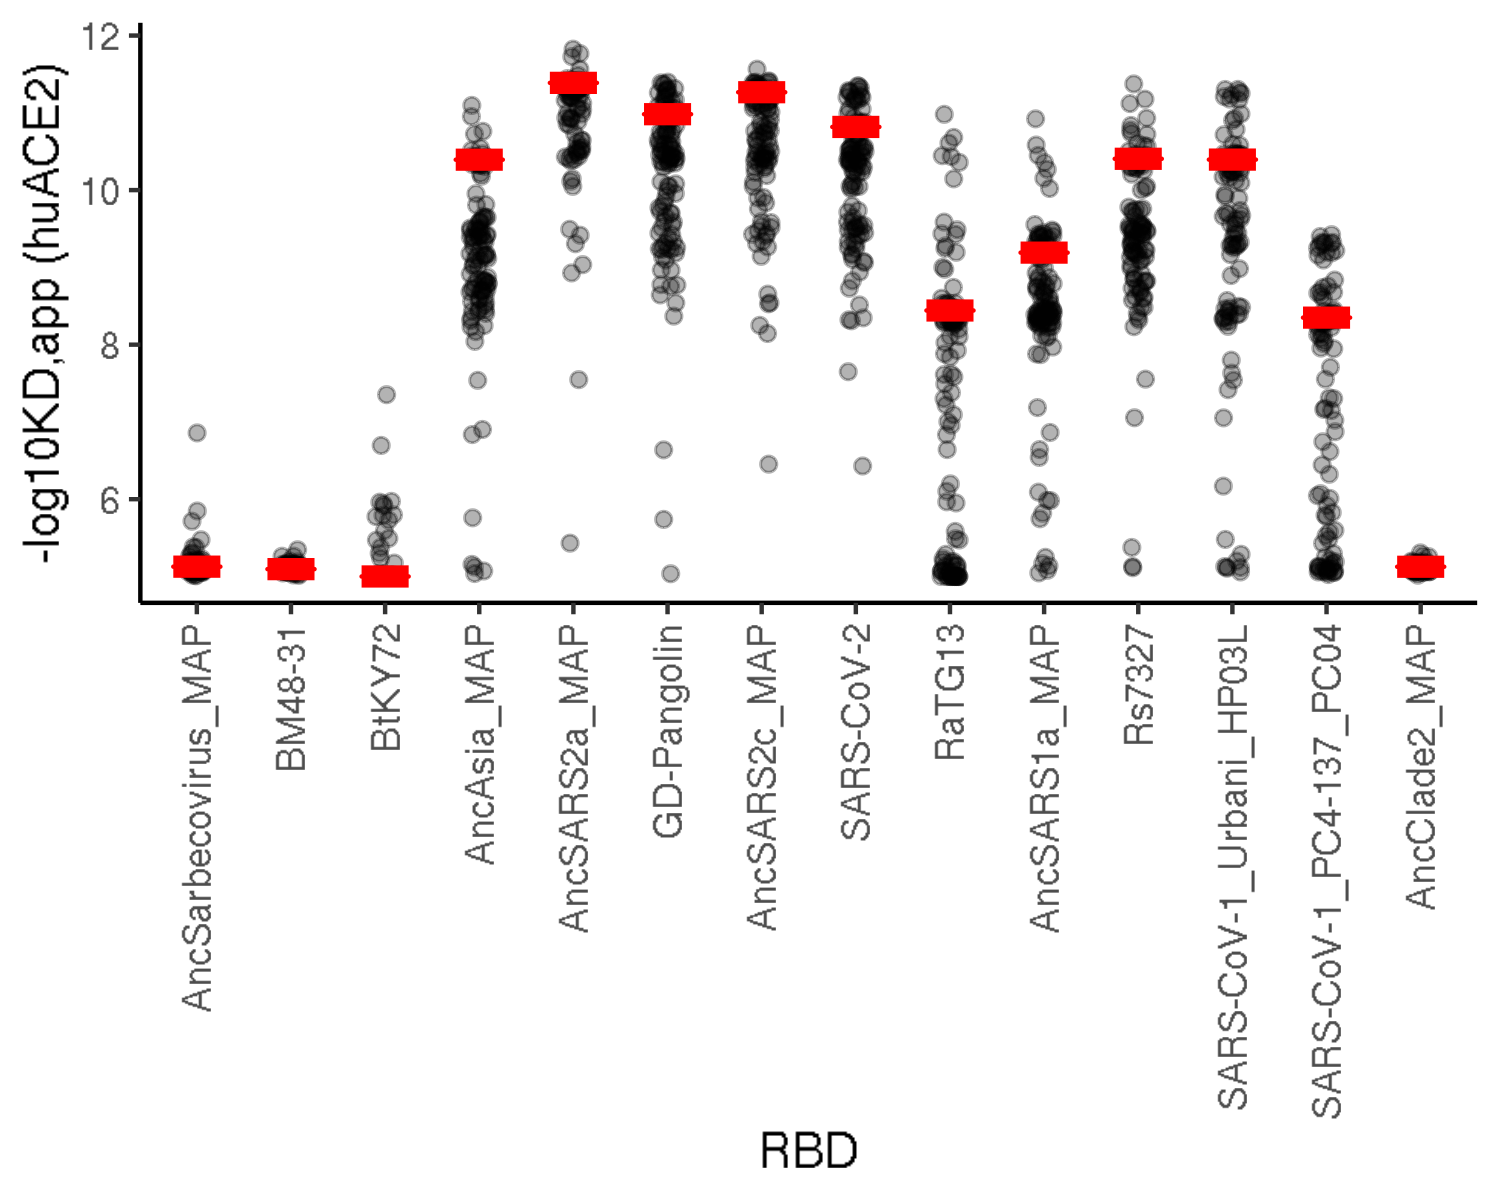 -log10KD,app (huACE2)
12
10
8
6
AncSarbecovirus_MAP
BM48-31
BtKY72
AncAsia_MAP
AncSARS2a_MAP
GD-Pangolin
AncSARS2c_MAP
SARS-CoV-2
RaTG13
AncSARS1a_MAP
Rs7327
SARS-CoV-1_Urbani_HP03L
SARS-CoV-1_PC4-137_PC04
AncClade2_MAP
RBD